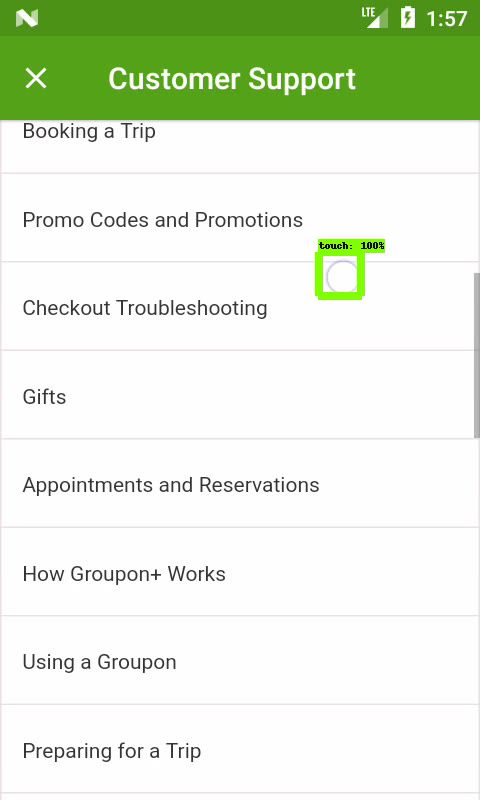 LTE
1:57
Customer Support
Booking a Trip
Promo Codes and Promotions
touch: 100%
Checkout Troubleshooting
Gifts
Appointments and Reservations
How Groupon+ Works
Using a Groupon
Preparing for a Trip